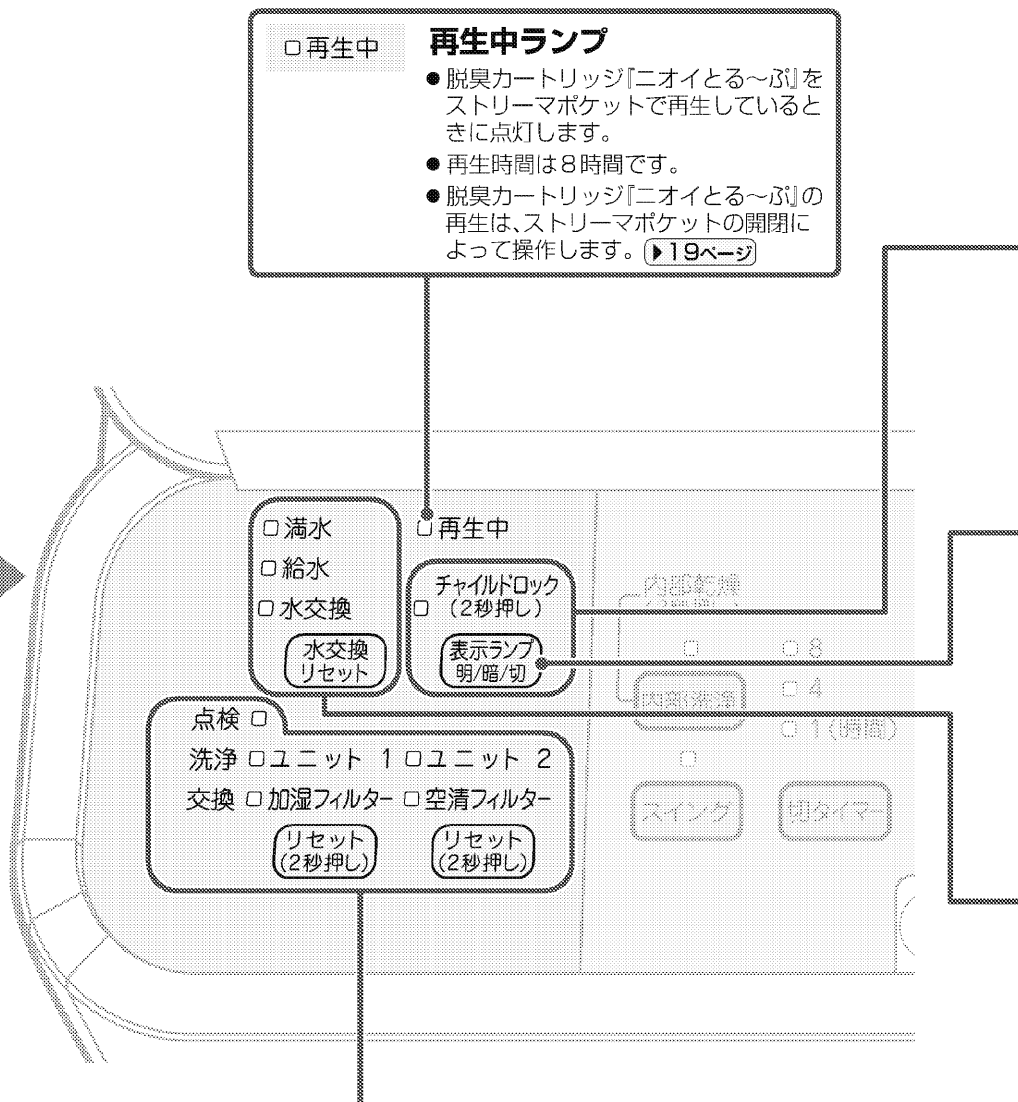 再生中
再生中ランプ
●脱臭カートリッジ『ニオイとる〜ぷ』を
ストリーマポケットで再生していると
きに点灯します。
●再生時間は8時間です。
●脱臭カートリッジ『ニオイとる〜ぷ』の
再生は、ストリーマポケットの開閉に
よって操作します。 ▶19ページ
満水
再生中
給水
チャイルドロック
(2秒押し)
水交換
水交換
リセット
表示ランプ
明/暗/切
内部乾燥
8
内部洗浄
4
1(時間)
点検
洗浄 ユニット 1 ユニット 2
交換 加湿フィルター 空清フィルター
スイング
切タイマー
リセット
(2秒押し)
リセット
(2秒押し)